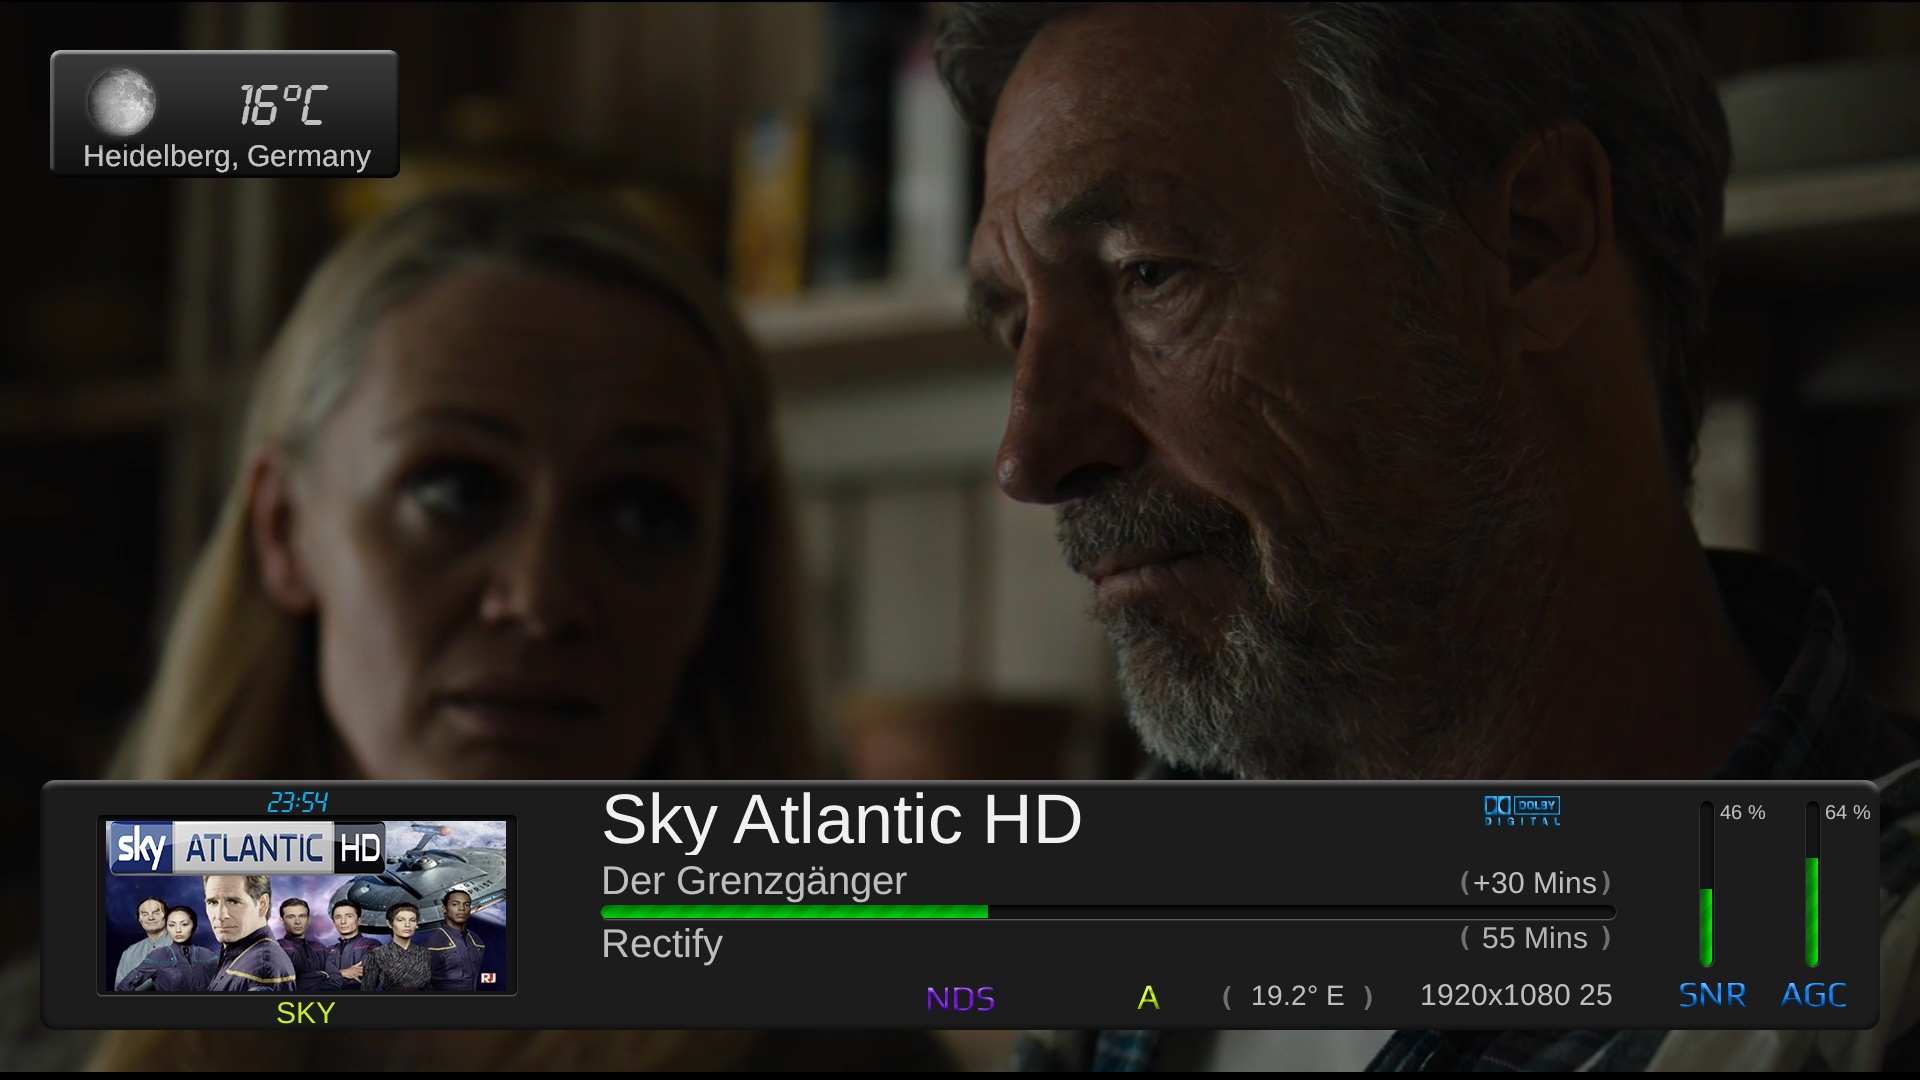 16°C
Heidelberg, Germany
23:54
sky ATLANTIC HD
RJ
SKY
Sky Atlantic HD
DOLBY
DIGITAL
Der Grenzgänger
(+30 Mins)
Rectify
( 55 Mins )
NDS
A
( 19.2° E )
1920x1080 25
46 %
64 %
SNR
AGC